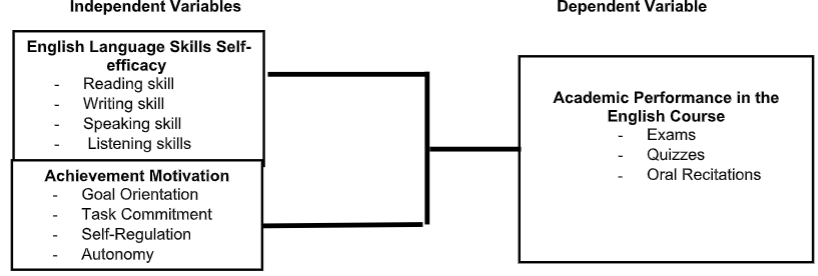 Independent Variables
Dependent Variable
English Language Skills Self-
efficacy
- Reading skill
- Writing skill
- Speaking skill
- Listening skills
Achievement Motivation
- Goal Orientation
- Task Commitment
- Self-Regulation
- Autonomy
Academic Performance in the
English Course
- Exams
- Quizzes
- Oral Recitations